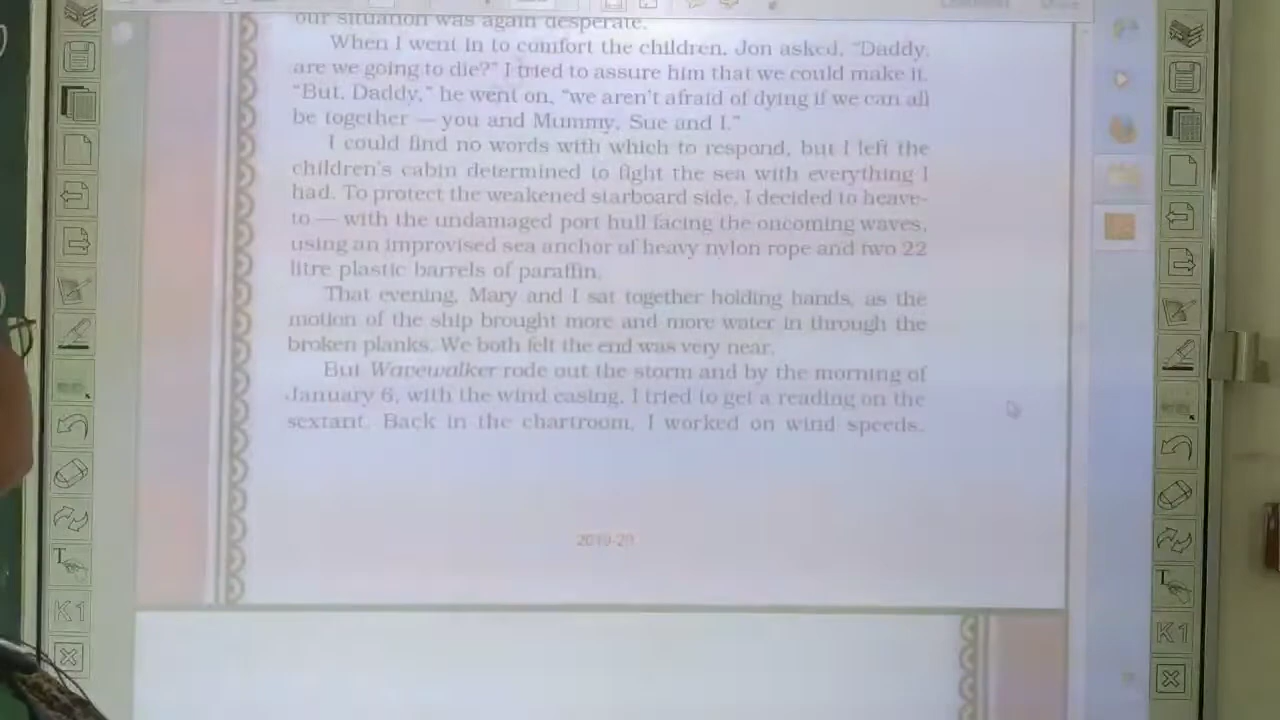 our situation was again desperate.
When I went in to comfort the children, Jon asked, “Daddy,
are we going to die?” I tried to assure him that we could make it.
“But, Daddy,” he went on, “we aren't afraid of dying if we can all
be together — you and Mummy, Sue and I.”
I could find no words with which to respond, but I left the
children's cabin determined to fight the sea with everything I
had. To protect the weakened starboard side, I decided to heave-
to — with the undamaged port hull facing the oncoming waves,
using an improvised sea anchor of heavy nylon rope and two 22
litre plastic barrels of paraffin.
That evening, Mary and I sat together holding hands, as the
motion of the ship brought more and more water in through the
broken planks. We both felt the end was very near.
But Wavewalker rode out the storm and by the morning of
January 6, with the wind easing, I tried to get a reading on the
sextant. Back in the chartroom, I worked on wind speeds,
2019-20
T
K1
T
K1